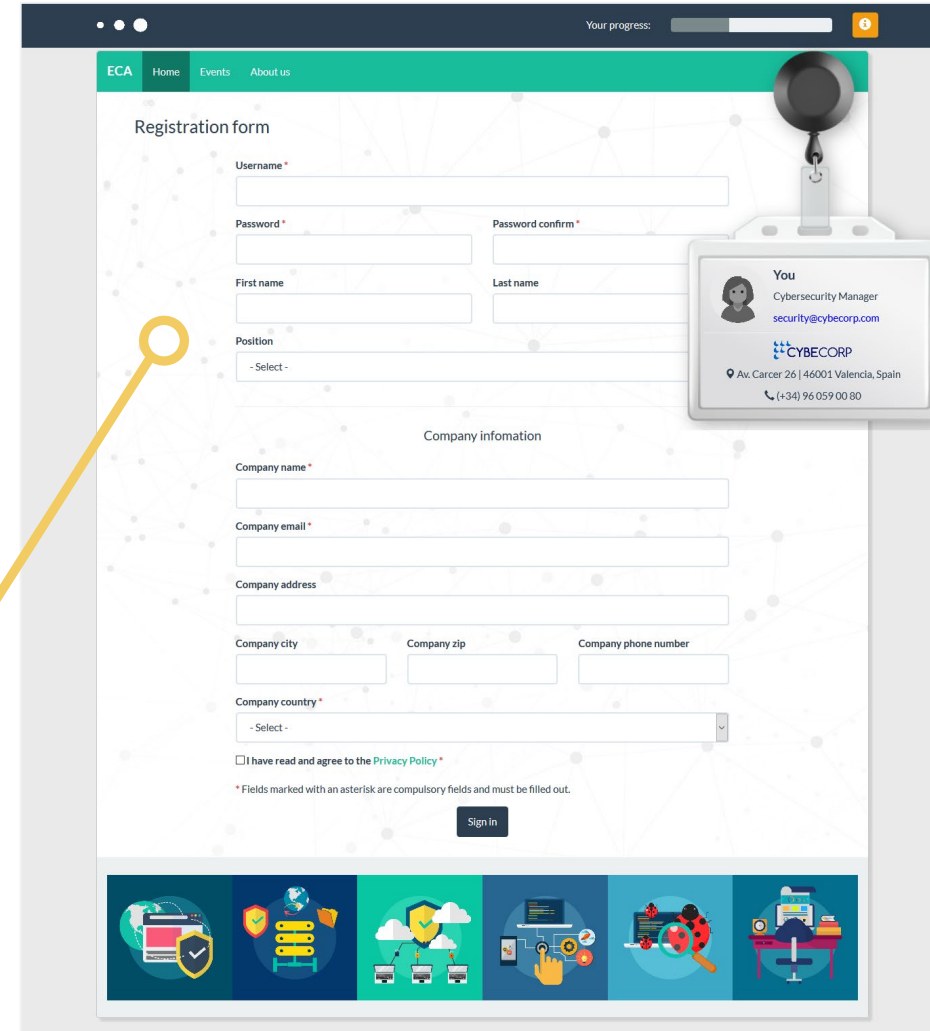 Your progress:
ECA Home Events About us
Registration form
Username *
Password * Password confirm *
First name Last name
Position
- Select -
You
Cybersecurity Manager
security@cybecorp.com
CYBECORP
Av. Carcer 26 | 46001 Valencia, Spain
(+34) 96 059 00 80
Company infomation
Company name *
Company email *
Company address
Company city Company zip Company phone number
Company country *
- Select -
I have read and agree to the Privacy Policy *
* Fields marked with an asterisk are compulsory fields and must be filled out.
Sign in